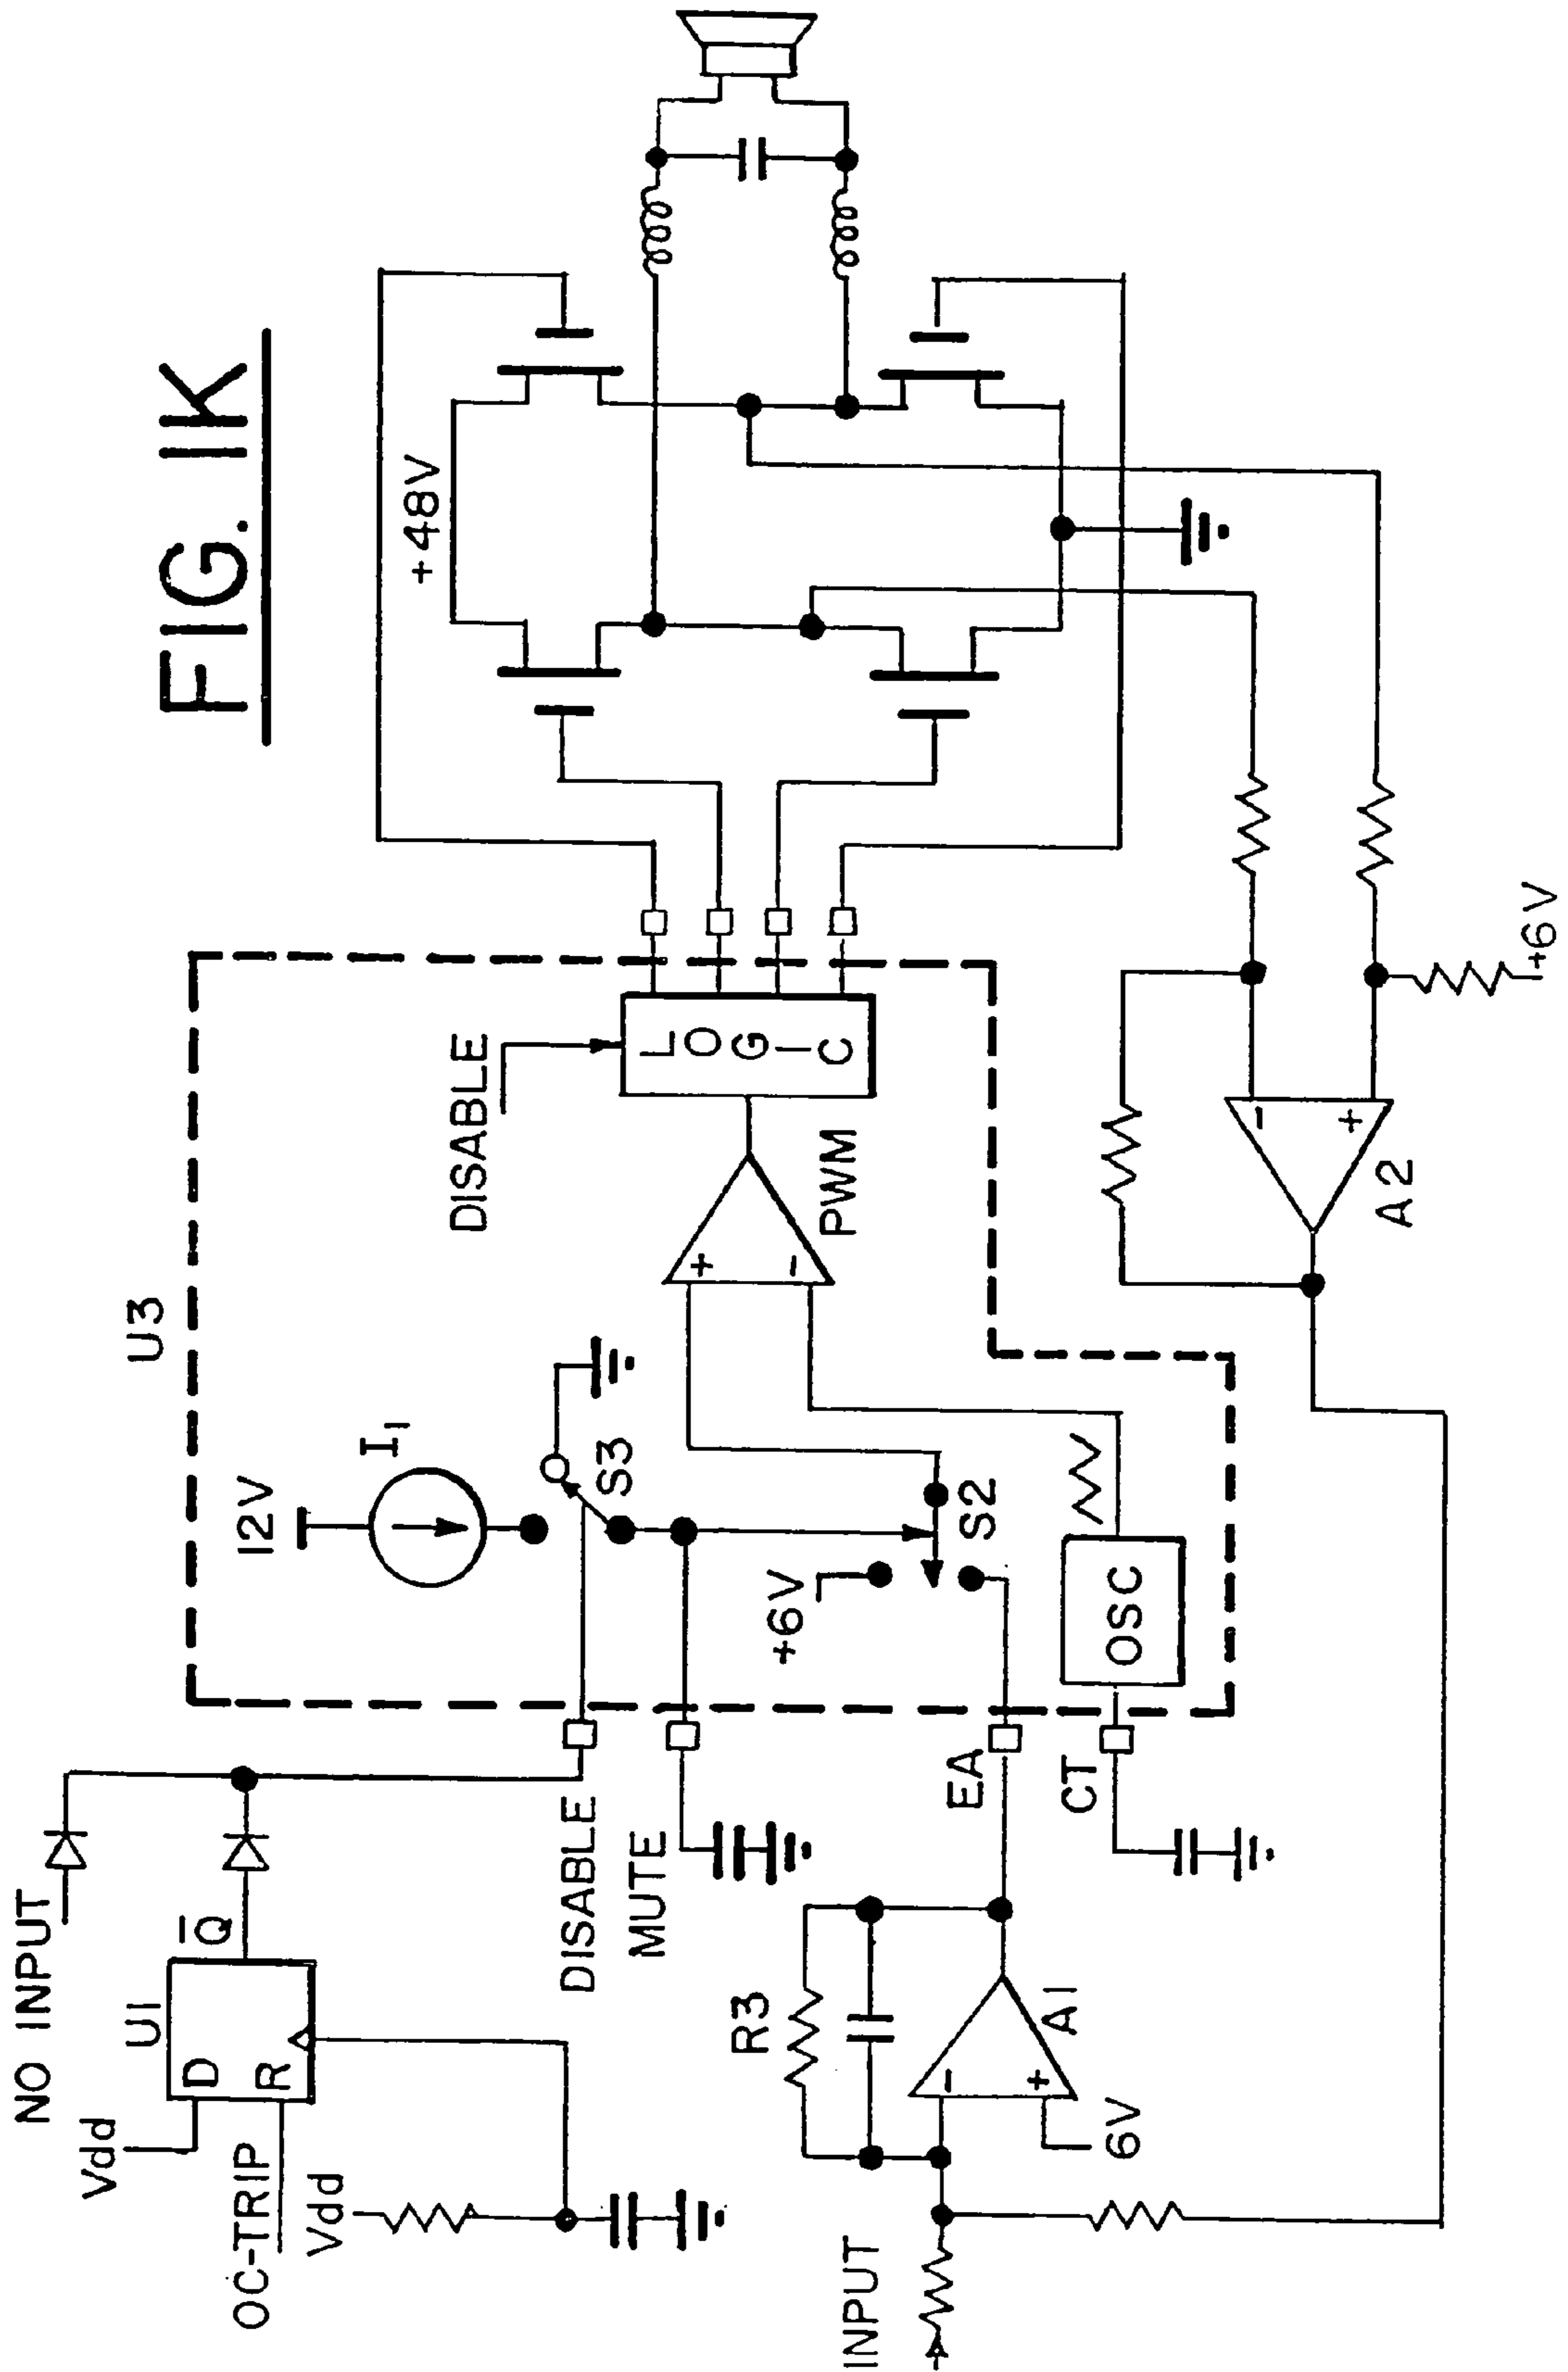 FIG. 1K
NO INPUT
U1
Vdd
D
R
Q
OC-TRIP
Vdd
DISABLE
MUTE
U3
12V
I1
S3
+6V
S2
DISABLE
LOGIC
+
-
PWM
OSC
EA
CT
INPUT
R3
-
+
A1
6V
+48V
-
+
A2
+6V